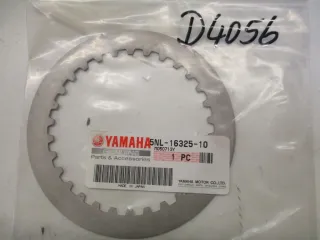 D4056
YAMAHA
5NL-16325-10
Parts & Accessories
1 PC
MADE IN JAPAN
YAMAHA MOTOR CO., LTD.